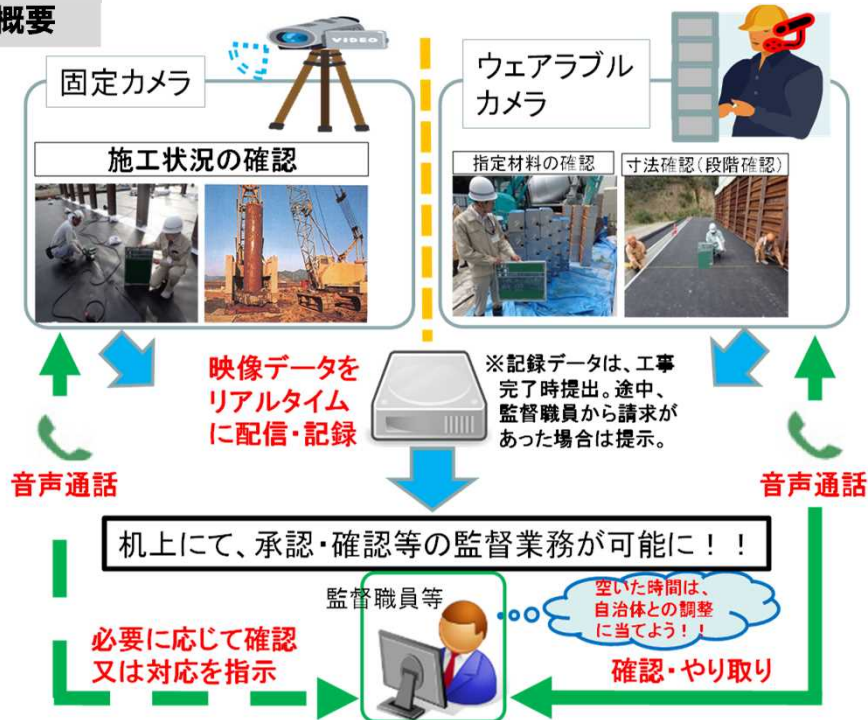 概要
VIDEO
固定カメラ
ウェアラブル
カメラ
施工状況の確認
指定材料の確認
寸法確認(段階確認)
映像データを
リアルタイム
に配信・記録
※記録データは、工事
完了時提出。途中、
監督職員から請求が
あった場合は提示。
音声通話
音声通話
机上にて、承認・確認等の監督業務が可能に！！
監督職員等
空いた時間は、
自治体との調整
に当てよう！！
必要に応じて確認
又は対応を指示
確認・やり取り